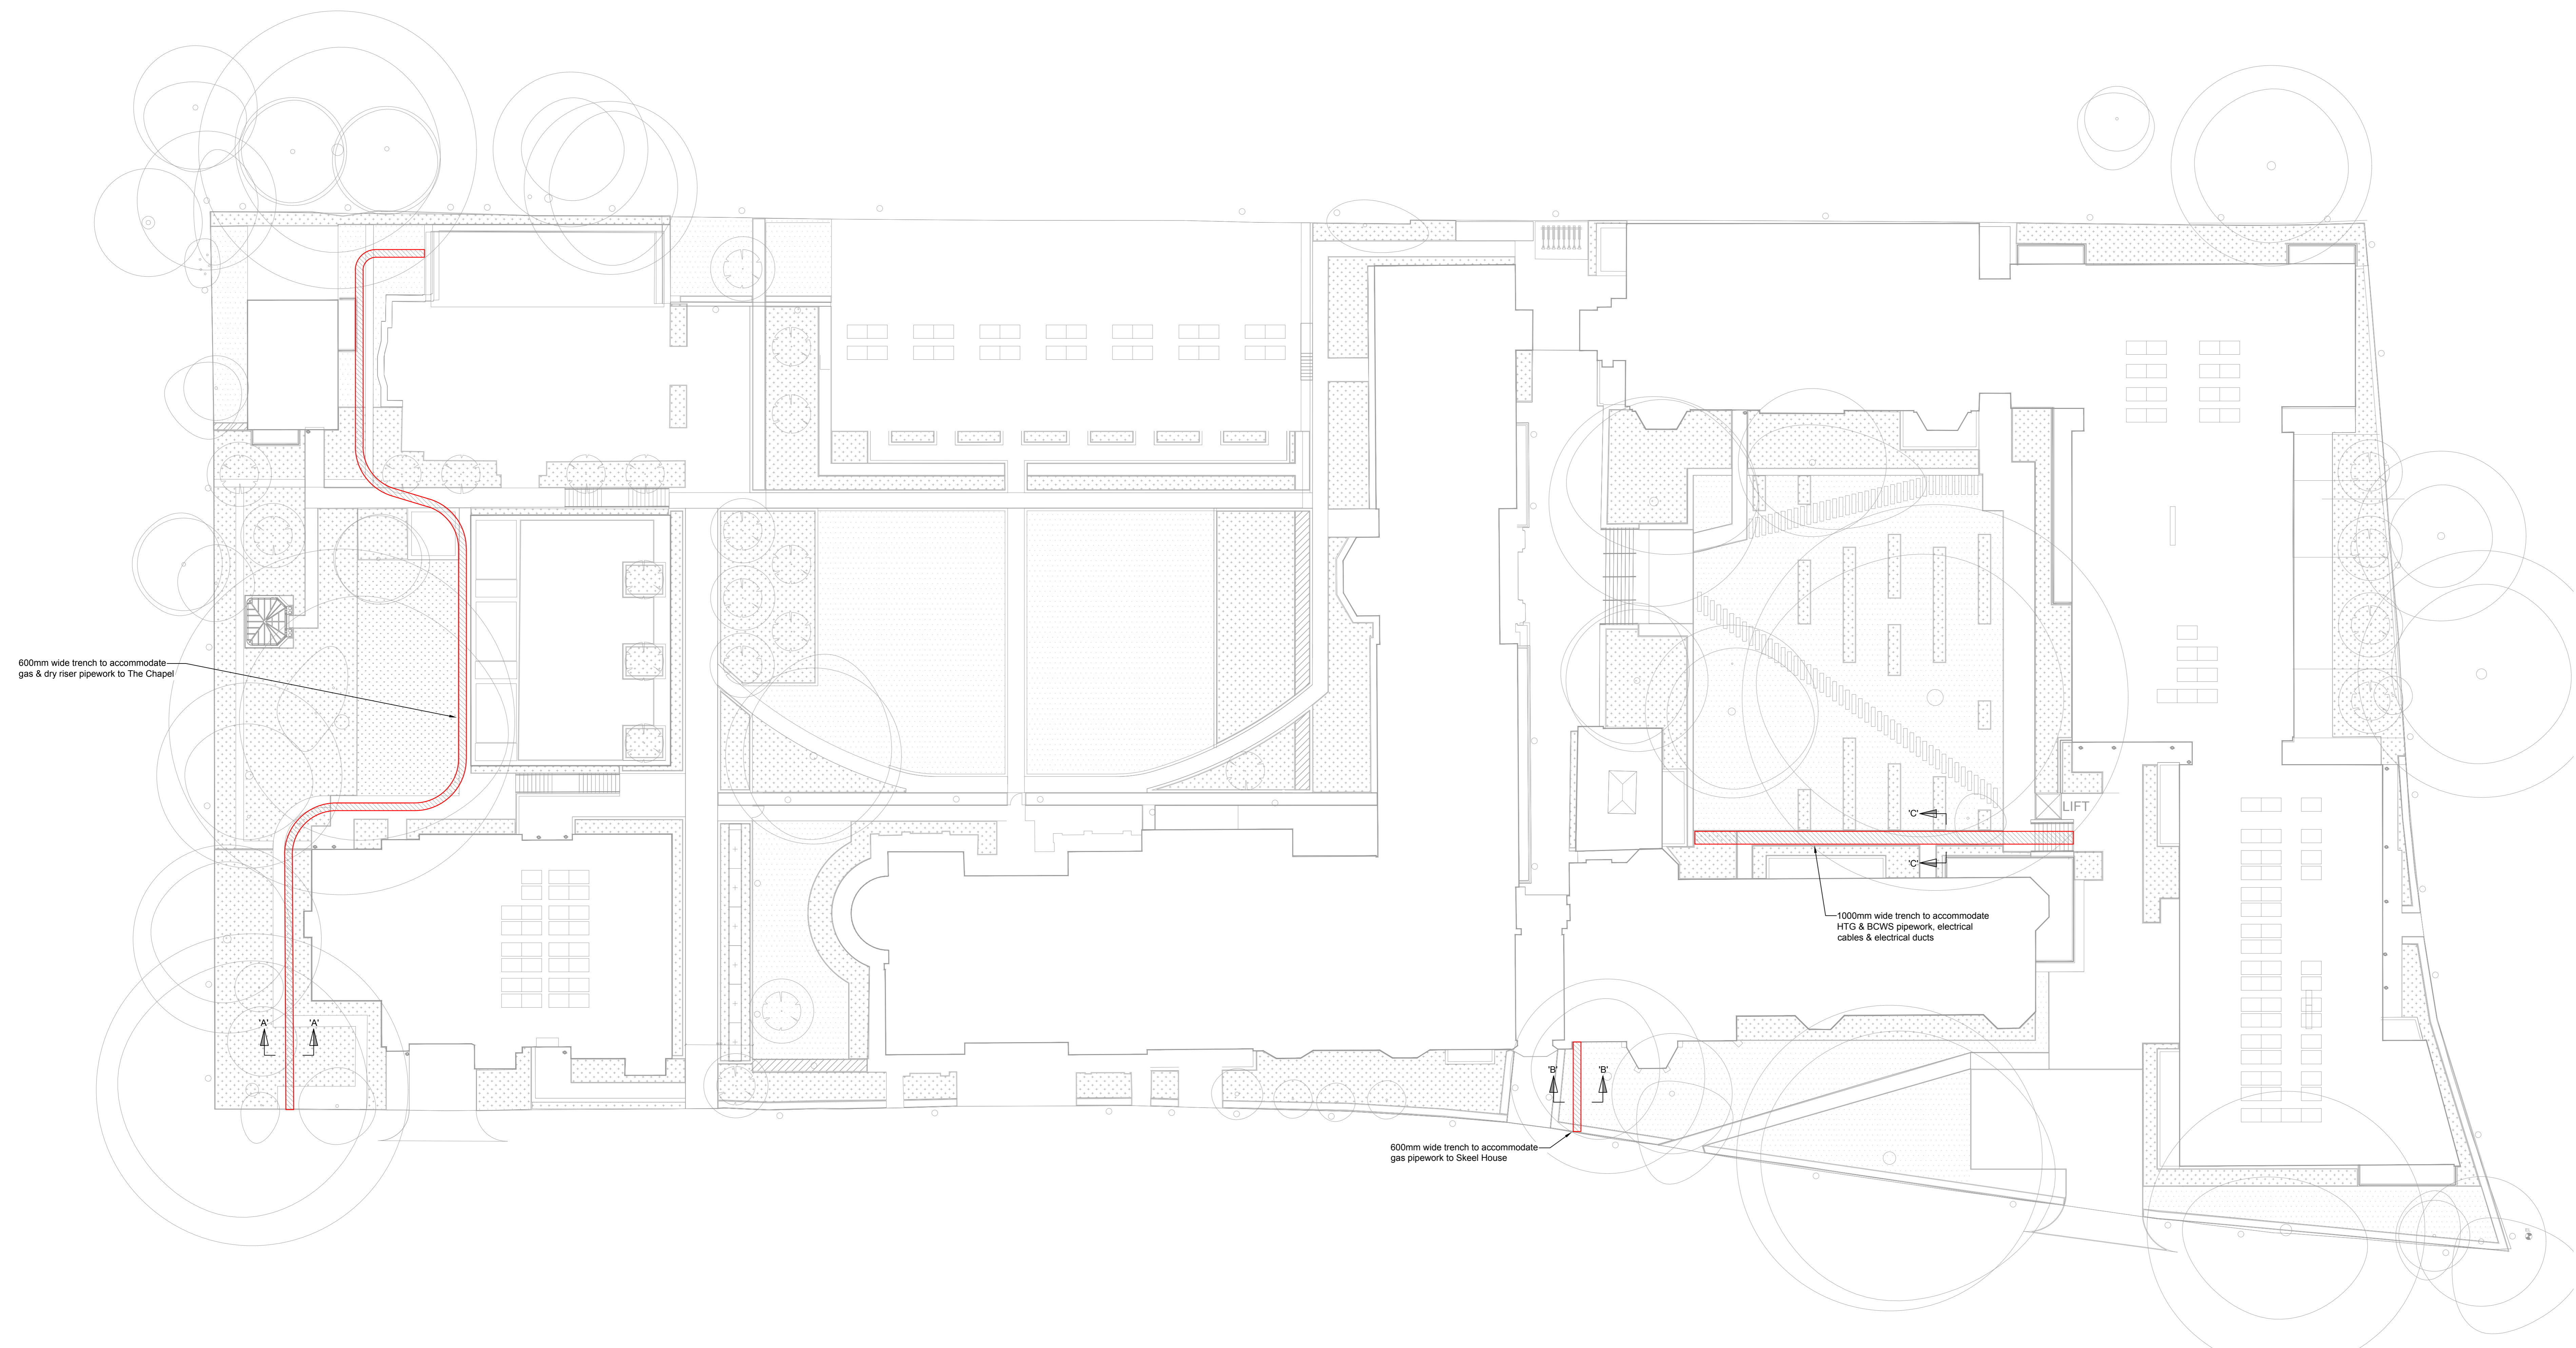 600mm wide trench to accommodate
gas & dry riser pipework to The Chapel
'C'
LIFT
'C'
1000mm wide trench to accommodate
HTG & BCWS pipework, electrical
cables & electrical ducts
'A' 'A'
'B' 'B'
600mm wide trench to accommodate
gas pipework to Skeel House